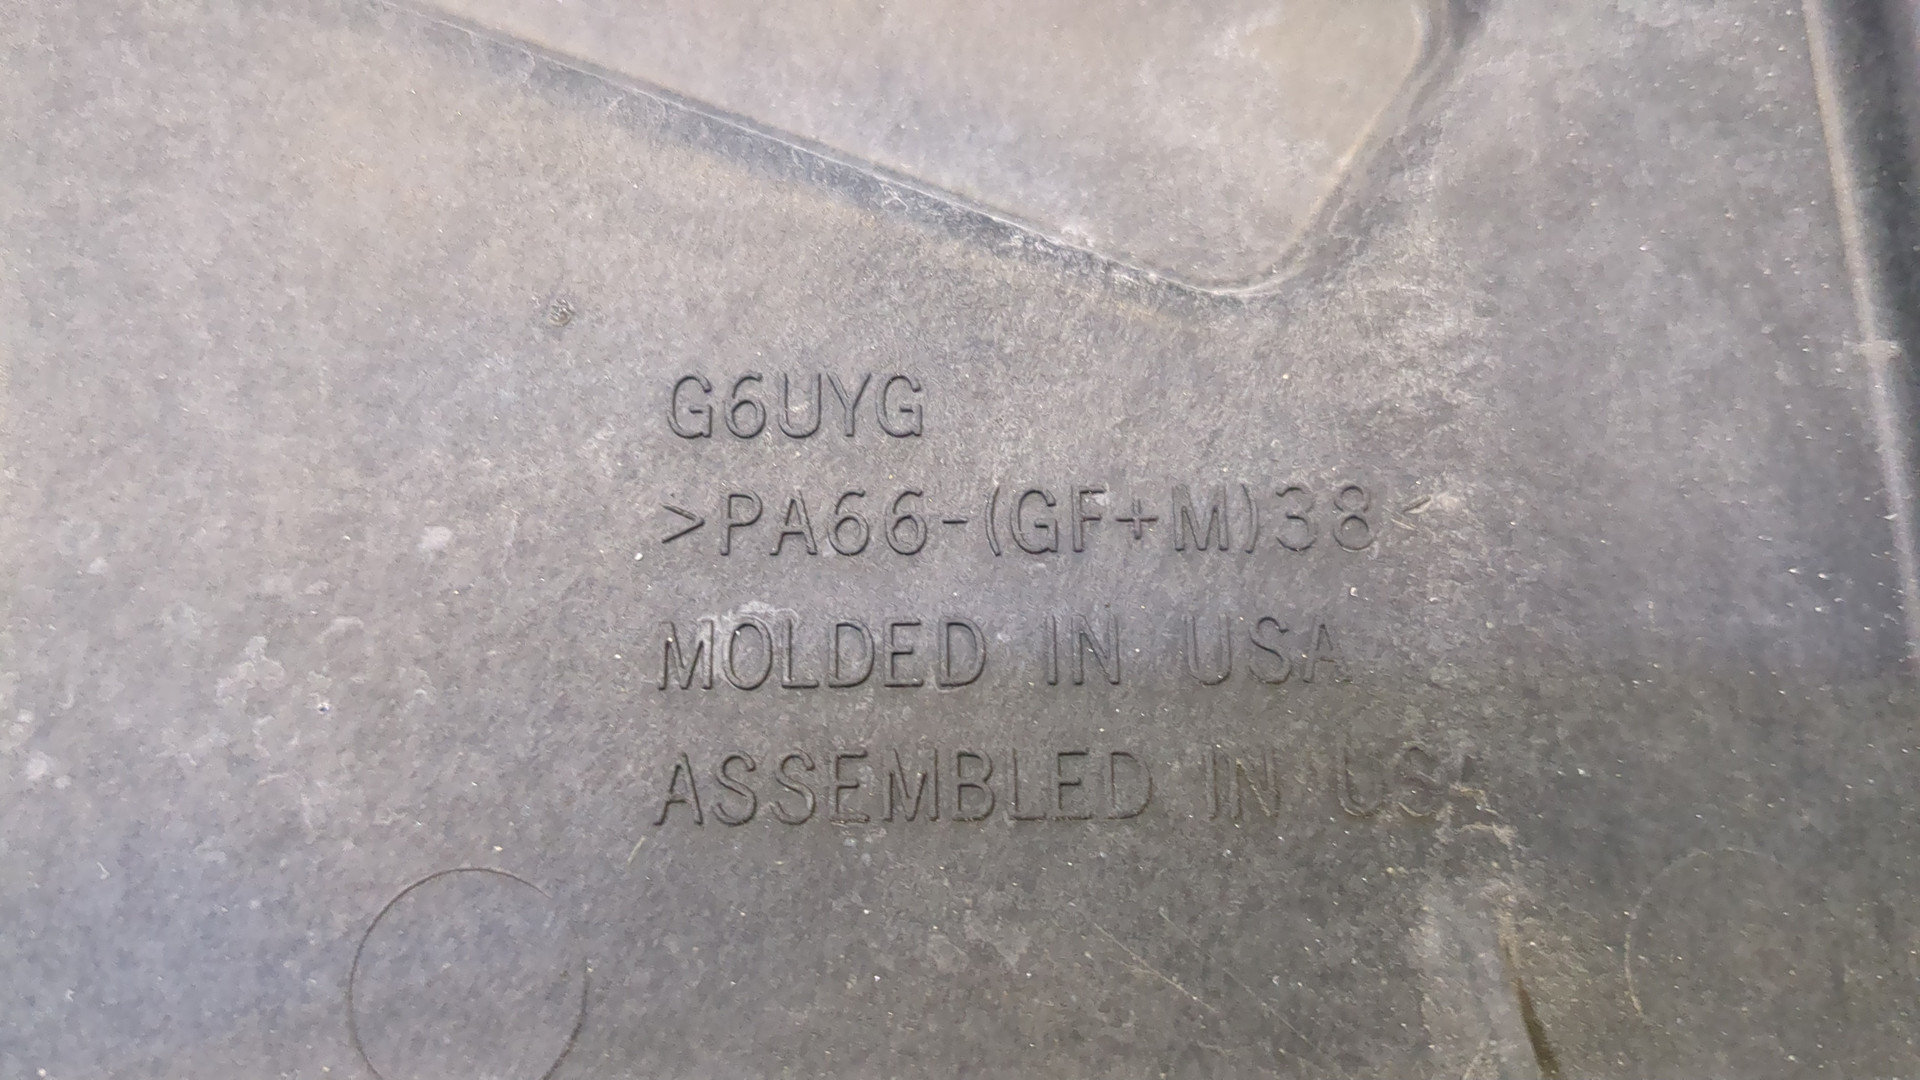 G6UYG
>PA66-(GF+M)38<
MOLDED IN USA
ASSEMBLED IN USA